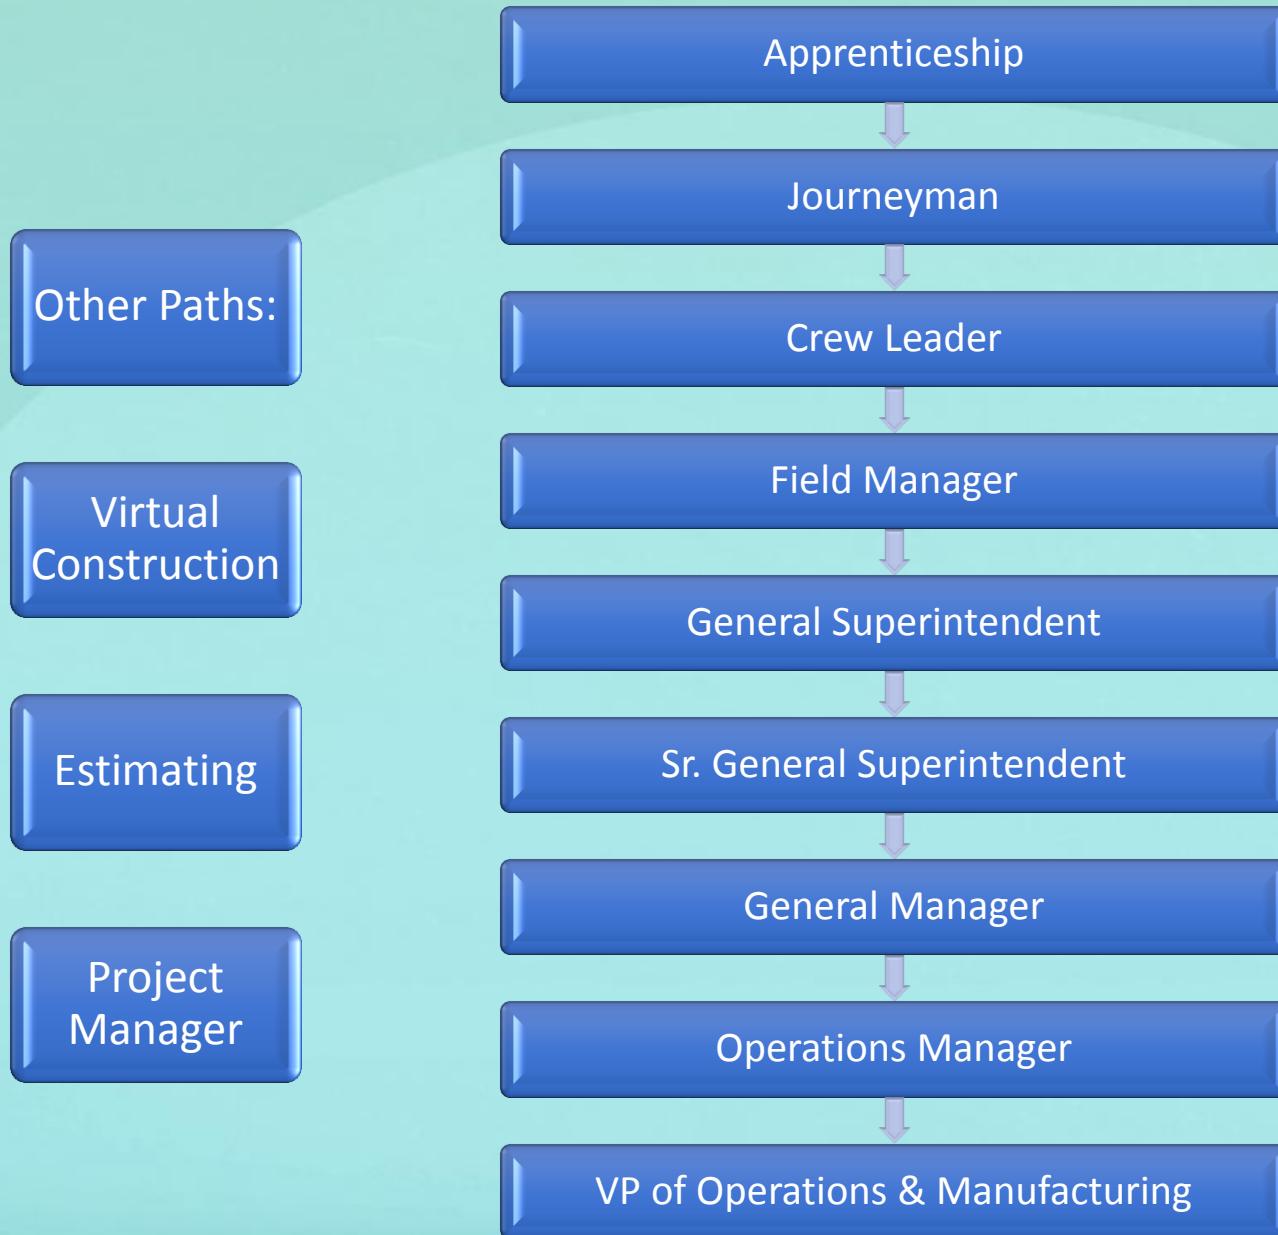 Apprenticeship
Journeyman
Crew Leader
Field Manager
General Superintendent
Sr. General Superintendent
General Manager
Operations Manager
VP of Operations & Manufacturing
Other Paths:
Virtual
Construction
Estimating
Project
Manager